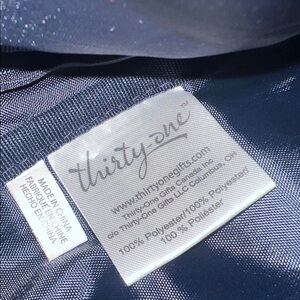 thirty-one™
www.thirtyonegifts.com
Thirty-One Gifts Canada Inc.
c/o Thirty-One Gifts LLC Columbus, OH
100% Polyester/100% Polyester/
100 % Poliéster
MADE IN CHINA
FABRIQUÉ EN CHINE
HECHO EN CHINA